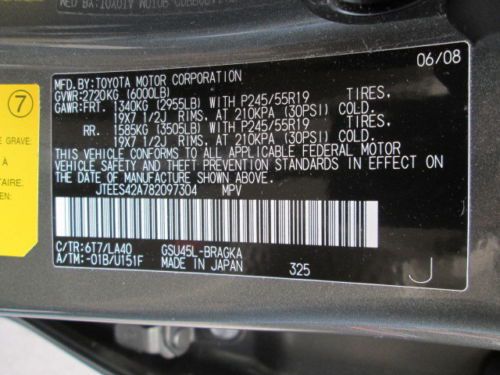 06/08
MFD.BY:TOYOTA MOTOR CORPORATION
GVWR:2720KG (6000LB)
GAWR:FRT. 1340KG (2955LB) WITH P245/55R19 TIRES,
19X7 1/2J RIMS, AT 210KPA (30PSI) COLD.
RR. 1585KG (3505LB) WITH P245/55R19 TIRES,
19X7 1/2J RIMS, AT 210KPA (30PSI) COLD.
THIS VEHICLE CONFORMS TO ALL APPLICABLE FEDERAL MOTOR
VEHICLE SAFETY AND THEFT PREVENTION STANDARDS IN EFFECT ON
THE DATE OF MANUFACTURE SHOWN ABOVE.
JTEES42A782097304 MPV
C/TR:6T7/LA40 GSU45L-BRAGKA
A/TM:-01B/U151F MADE IN JAPAN 325 J
7
E GRAVE.
TAIRE.